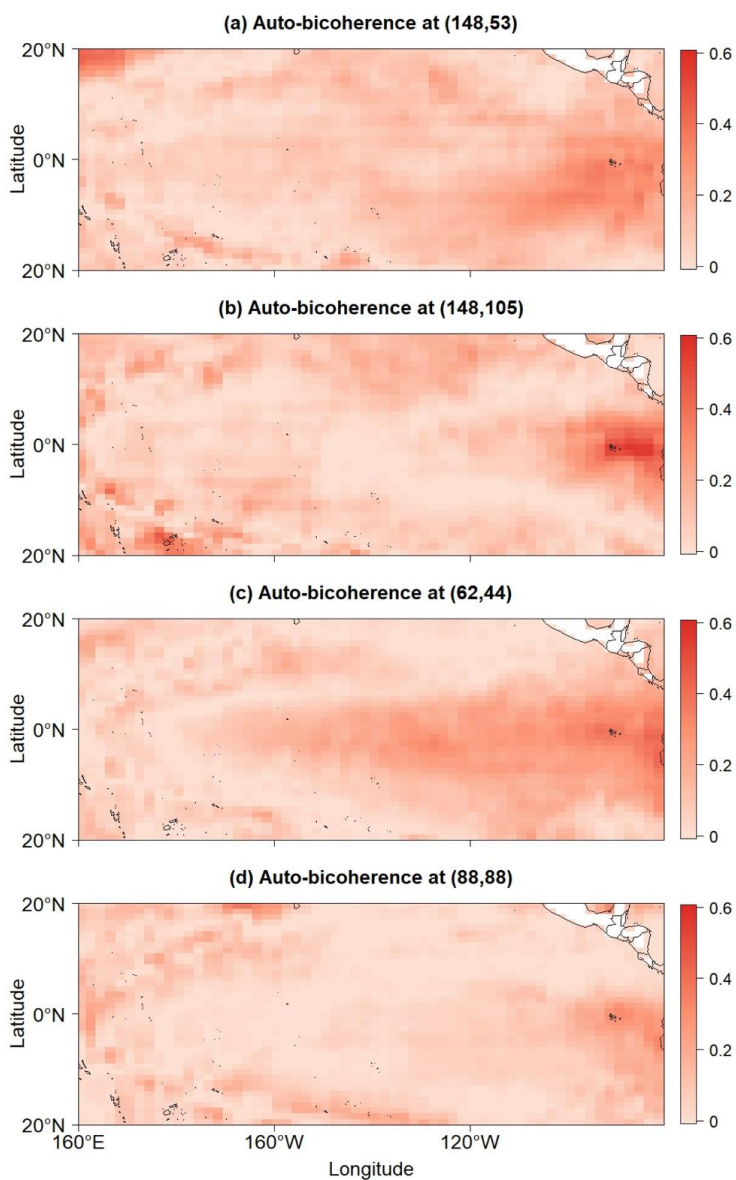 (a) Auto-bicoherence at (148,53)
20°N
0°N
20°N
Latitude
0.6
0.4
0.2
0
(b) Auto-bicoherence at (148,105)
20°N
0°N
20°N
Latitude
0.6
0.4
0.2
0
(c) Auto-bicoherence at (62,44)
20°N
0°N
20°N
Latitude
0.6
0.4
0.2
0
(d) Auto-bicoherence at (88,88)
20°N
0°N
20°N
Latitude
0.6
0.4
0.2
0
160°E
160°W
120°W
Longitude